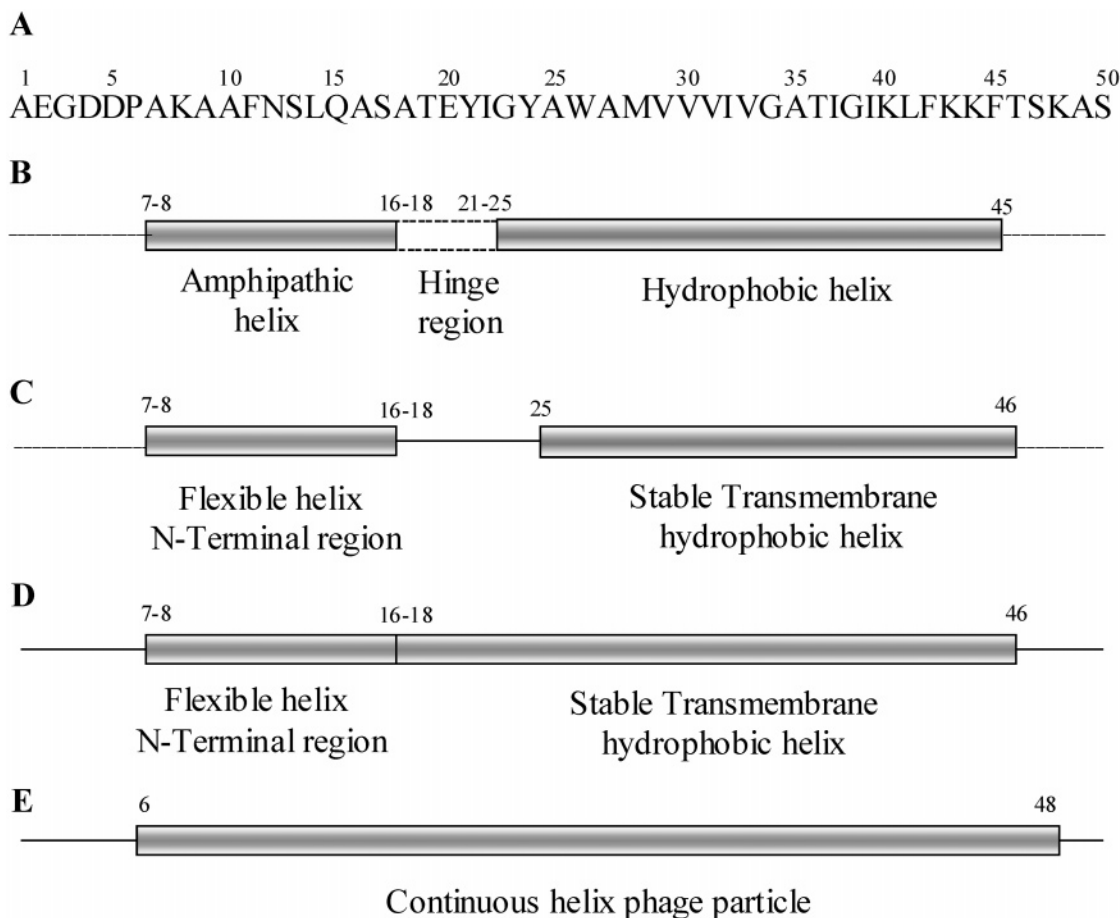 A
1 5 10 15 20 25 30 35 40 45 50
AEGDDPAKAAFNSLQASATEYIGYAWAMVVVIVGATIGIKLFKKFTSKAS
B
7-8 16-18 21-25 45
Amphipathic helix
Hinge region
Hydrophobic helix
C
7-8 16-18 25 46
Flexible helix
N-Terminal region
Stable Transmembrane
hydrophobic helix
D
7-8 16-18 46
Flexible helix
N-Terminal region
Stable Transmembrane
hydrophobic helix
E
6 48
Continuous helix phage particle